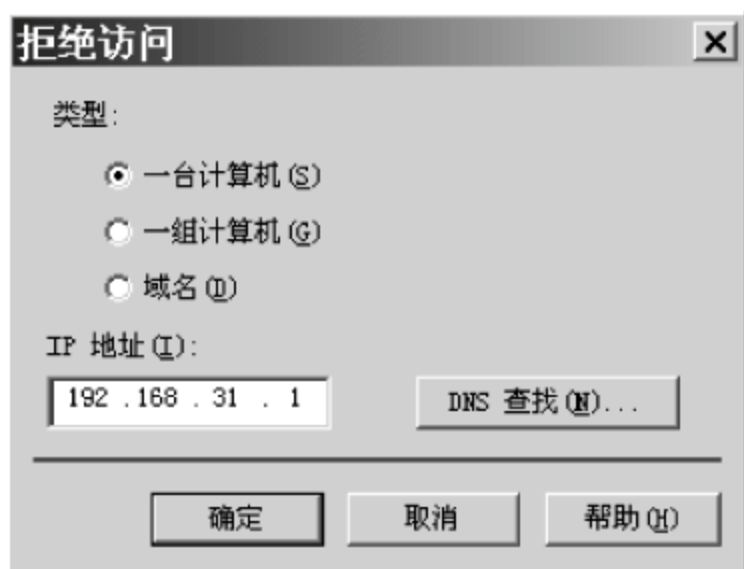 拒绝访问
类型:
一台计算机(S)
一组计算机(G)
域名(D)
IP 地址(I):
192 .168 . 31 . 1
DNS 查找(N)...
确定
取消
帮助(H)